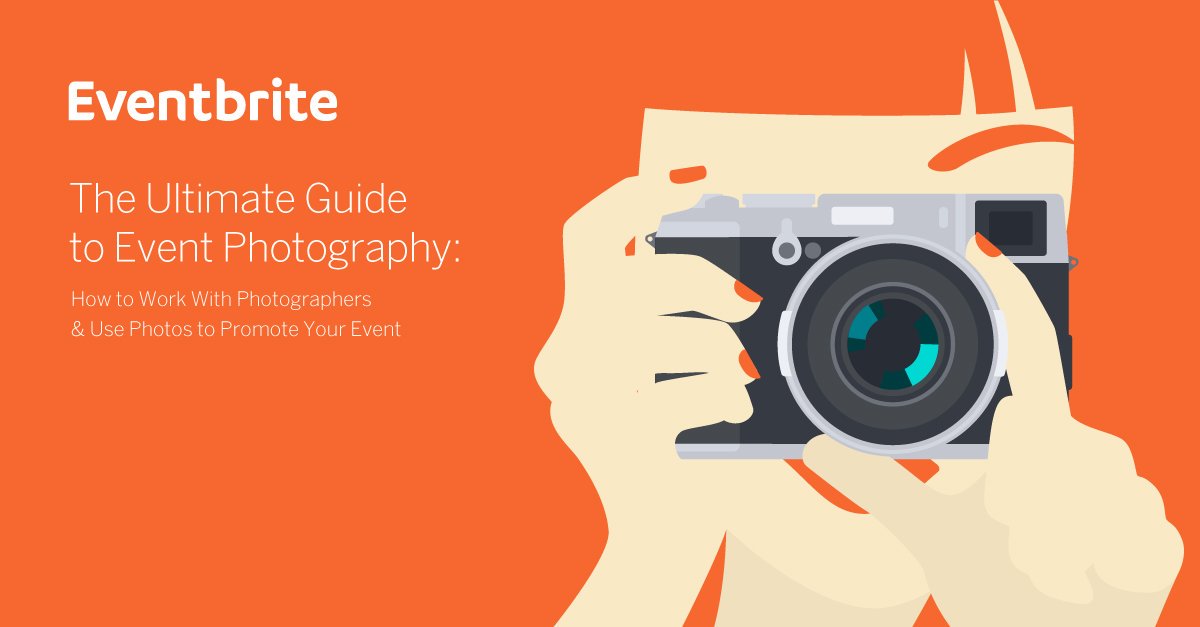 Eventbrite
The Ultimate Guide
to Event Photography:
How to Work With Photographers
& Use Photos to Promote Your Event